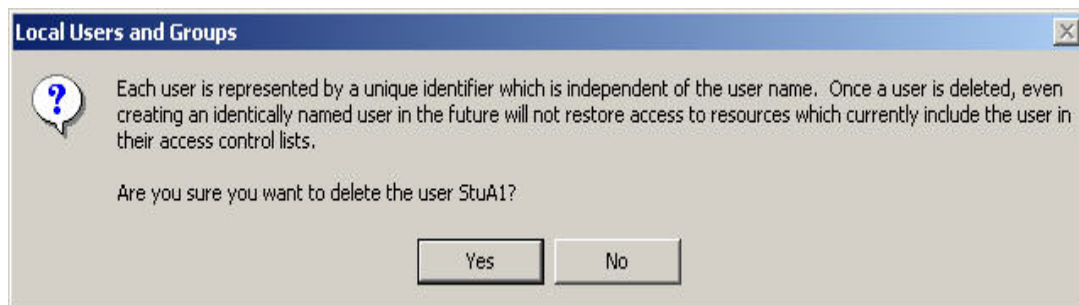 Local Users and Groups
Each user is represented by a unique identifier which is independent of the user name. Once a user is deleted, even
creating an identically named user in the future will not restore access to resources which currently include the user in
their access control lists.
Are you sure you want to delete the user StuA1?
Yes No